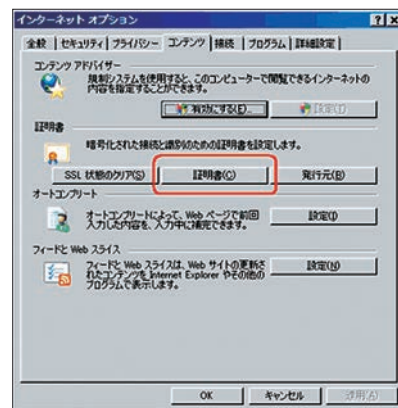 インターネット オプション
全般 セキュリティ プライバシー コンテンツ 接続 プログラム 詳細設定
コンテンツ アドバイザー
規制システムを使用すると、このコンピューターで閲覧できるインターネットの
内容を指定することができます。
有効にする(E)... 設定(T)
証明書
暗号化された接続と識別のための証明書を設定します。
SSL 状態のクリア(S) 証明書(C) 発行元(B)
オートコンプリート
オートコンプリートによって、Web ページで前回
入力した内容を、入力中に補完できます。
設定(I)
フィードと Web スライス
フィードと Web スライスは、Web サイトの更新さ
れたコンテンツを Internet Explorer やその他の
プログラムで表示します。
設定(N)
OK キャンセル 適用(A)